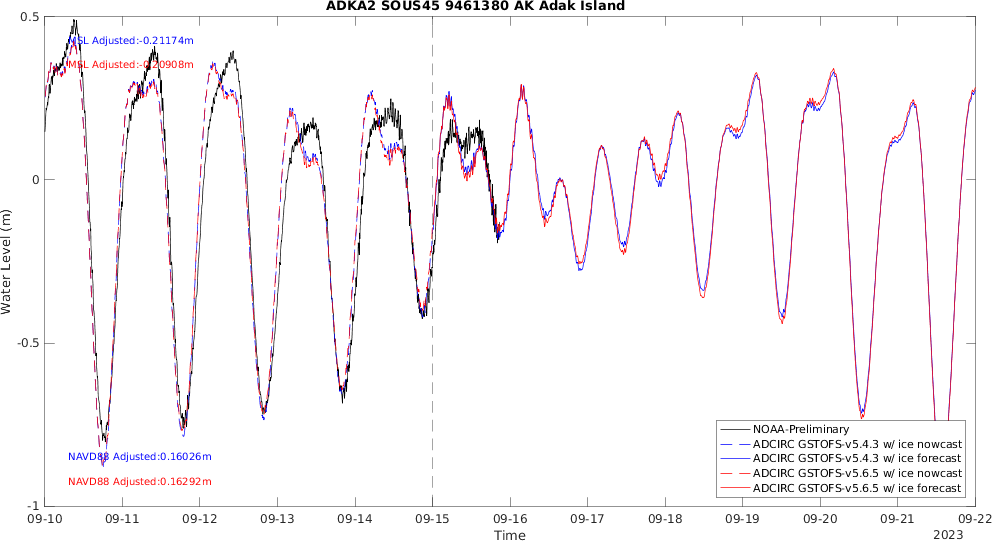 ADKA2 SOUS45 9461380 AK Adak Island
0.5
MSL Adjusted:-0.21174m
MSL Adjusted:-0.20908m
0
Water Level (m)
-0.5
NOAA-Preliminary
ADCIRC GSTOFS-v5.4.3 w/ ice nowcast
ADCIRC GSTOFS-v5.4.3 w/ ice forecast
ADCIRC GSTOFS-v5.6.5 w/ ice nowcast
ADCIRC GSTOFS-v5.6.5 w/ ice forecast
NAVD88 Adjusted:0.16026m
NAVD88 Adjusted:0.16292m
-1
09-10 09-11 09-12 09-13 09-14 09-15 09-16 09-17 09-18 09-19 09-20 09-21 09-22
Time
2023